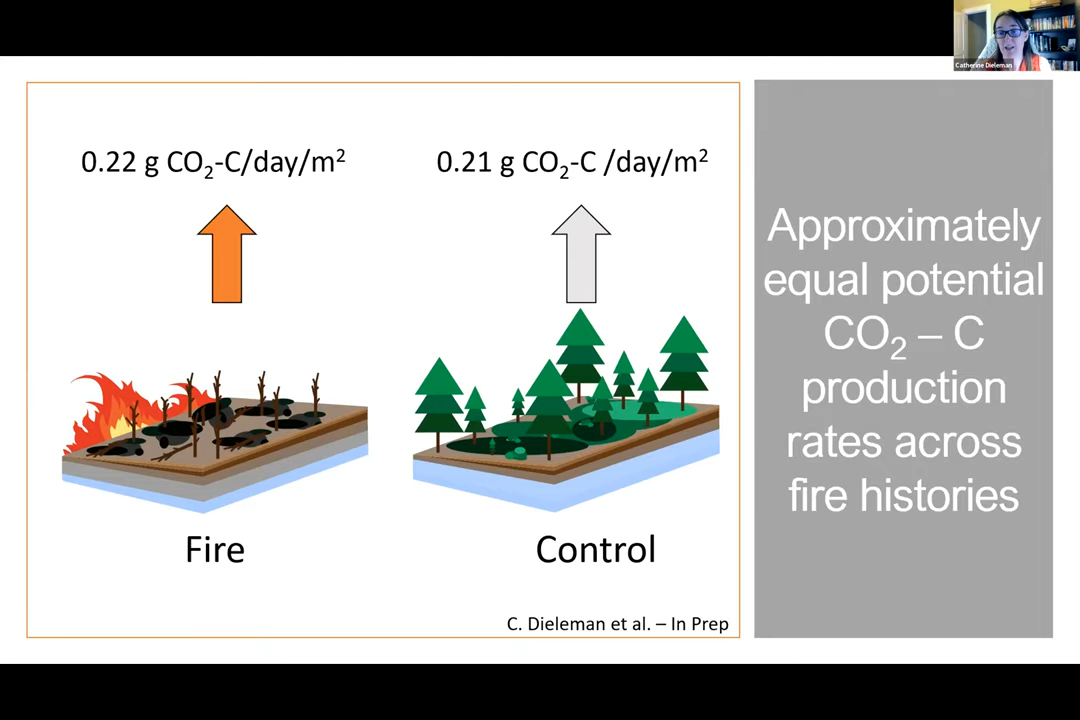 Catherine Dieleman
0.22 g CO₂-C/day/m²
0.21 g CO₂-C /day/m²
Fire
Control
C. Dieleman et al. – In Prep
Approximately
equal potential
CO₂ – C
production
rates across
fire histories